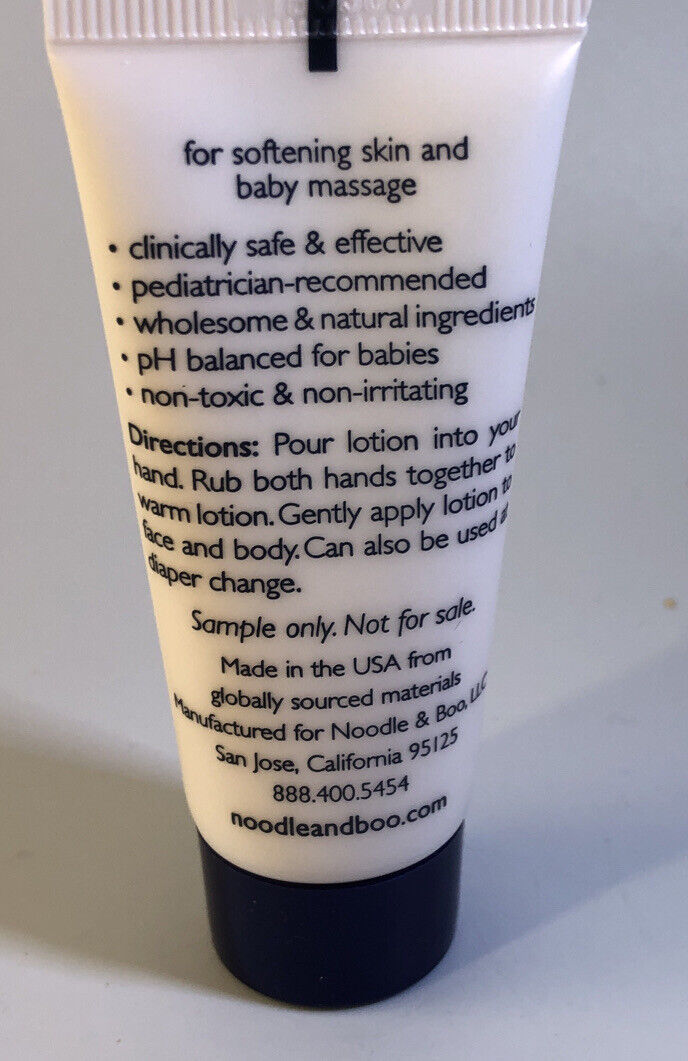 for softening skin and
baby massage
• clinically safe & effective
• pediatrician-recommended
• wholesome & natural ingredients
• pH balanced for babies
• non-toxic & non-irritating
Directions: Pour lotion into your
hand. Rub both hands together to
warm lotion. Gently apply lotion to
face and body. Can also be used at
diaper change.
Sample only. Not for sale.
Made in the USA from
globally sourced materials
Manufactured for Noodle & Boo, LLC
San Jose, California 95125
888.400.5454
noodleandboo.com